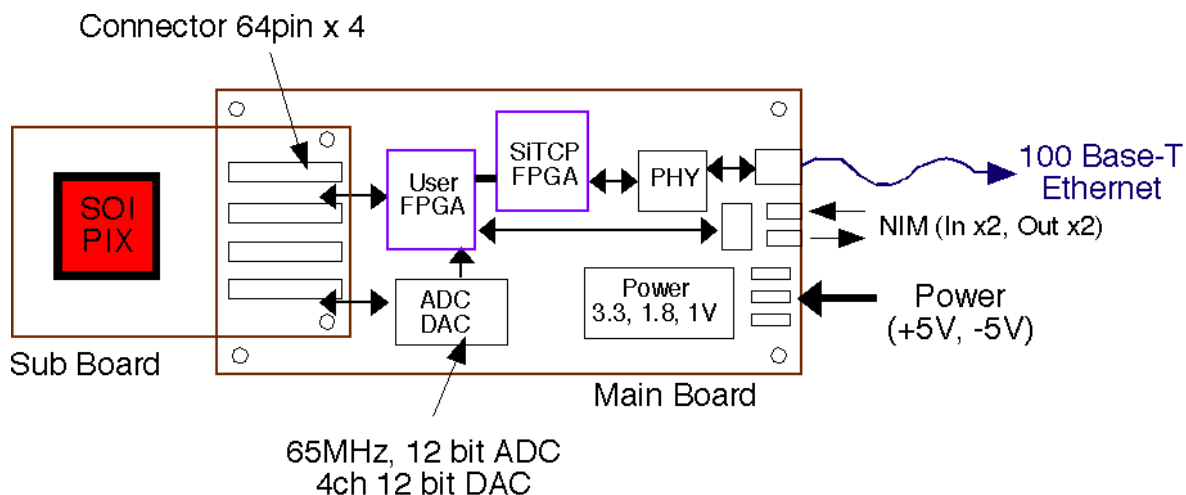 Connector 64pin x 4
SOI
PIX
User
FPGA
SiTCP
FPGA
PHY
100 Base-T
Ethernet
NIM (In x2, Out x2)
ADC
DAC
Power
3.3, 1.8, 1V
Power
(+5V, -5V)
Sub Board
Main Board
65MHz, 12 bit ADC
4ch 12 bit DAC